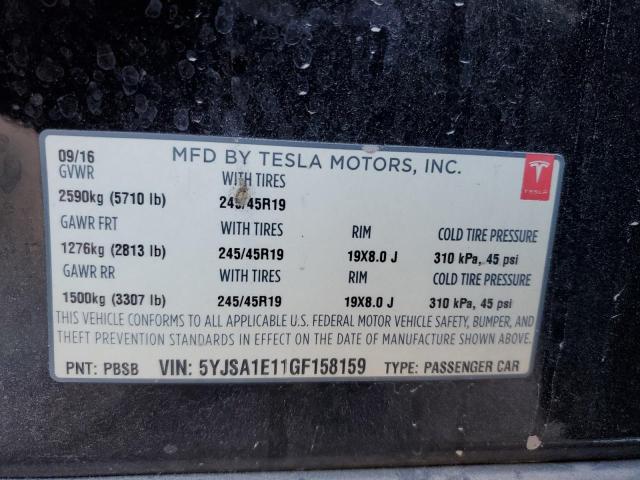 09/16 MFD BY TESLA MOTORS, INC.
GVWR WITH TIRES
2590kg (5710 lb) 245/45R19
TESLA
GAWR FRT WITH TIRES RIM COLD TIRE PRESSURE
1276kg (2813 lb) 245/45R19 19X8.0 J 310 kPa, 45 psi
GAWR RR WITH TIRES RIM COLD TIRE PRESSURE
1500kg (3307 lb) 245/45R19 19X8.0 J 310 kPa, 45 psi
THIS VEHICLE CONFORMS TO ALL APPLICABLE U.S. FEDERAL MOTOR VEHICLE SAFETY, BUMPER, AND
THEFT PREVENTION STANDARDS IN EFFECT ON THE DATE OF MANUFACTURE SHOWN ABOVE.
PNT: PBSB VIN: 5YJSA1E11GF158159 TYPE: PASSENGER CAR